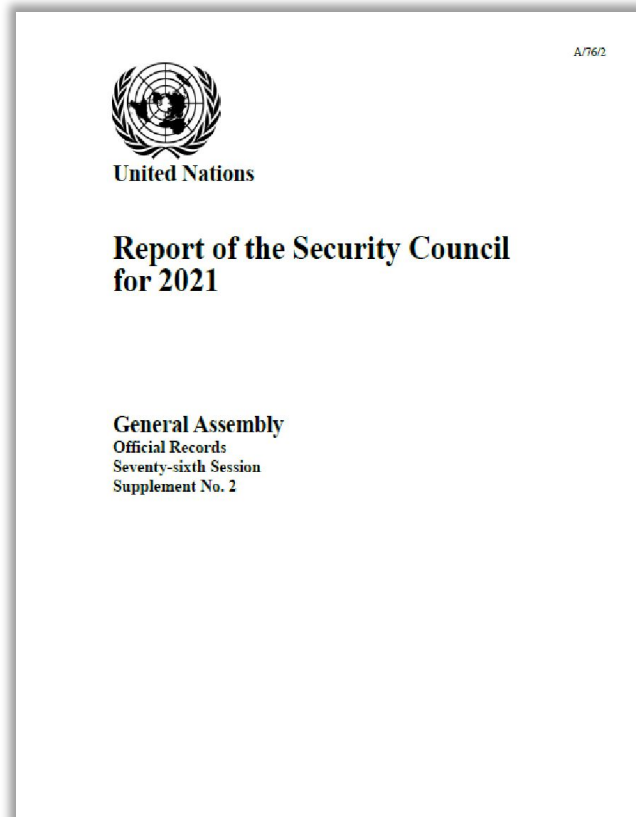 A/76/2
United Nations
Report of the Security Council
for 2021
General Assembly
Official Records
Seventy-sixth Session
Supplement No. 2